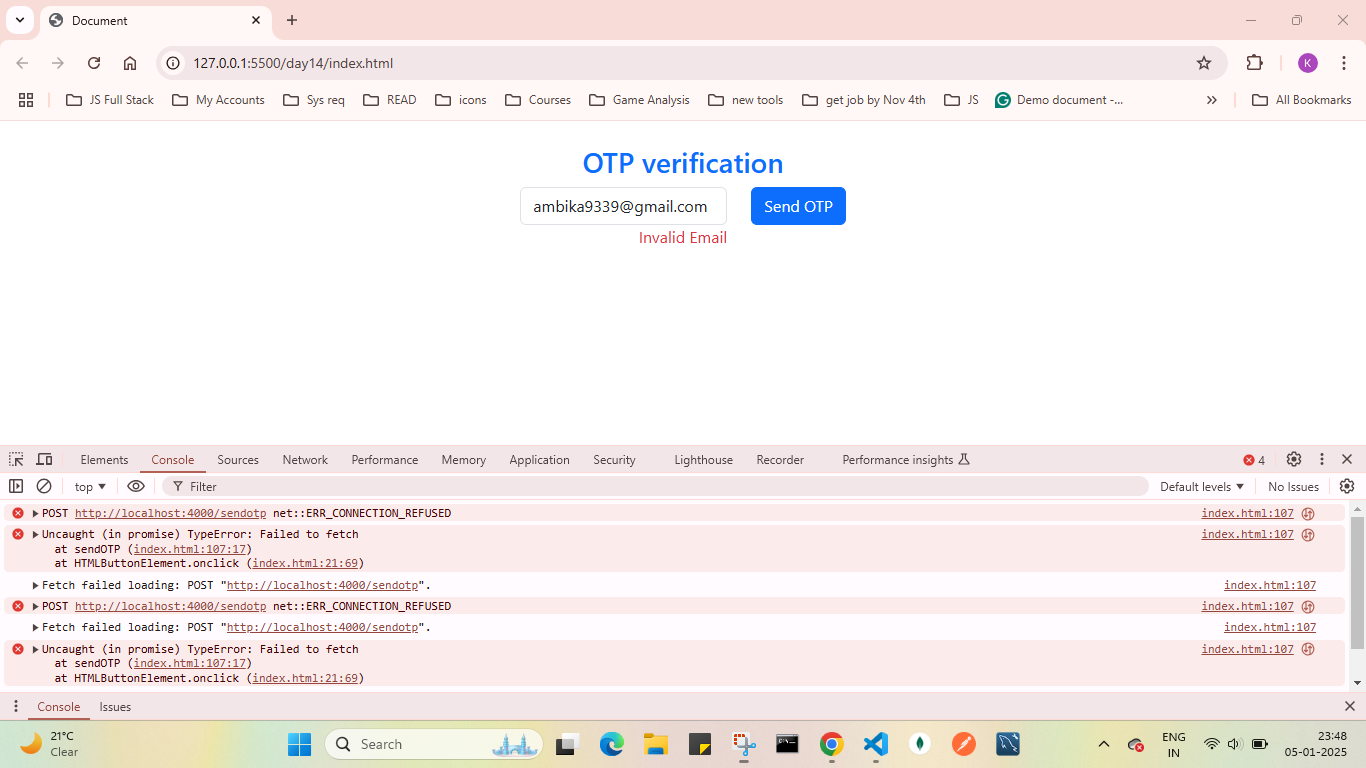 Document
127.0.0.1:5500/day14/index.html
K
JS Full Stack My Accounts Sys req READ icons Courses Game Analysis new tools get job by Nov 4th JS Demo document -... All Bookmarks
OTP verification
ambika9339@gmail.com Send OTP
Invalid Email
Elements Console Sources Network Performance Memory Application Security Lighthouse Recorder Performance insights 4
top Filter Default levels No Issues
POST http://localhost:4000/sendotp net::ERR_CONNECTION_REFUSED index.html:107
Uncaught (in promise) TypeError: Failed to fetch index.html:107
at sendOTP (index.html:107:17)
at HTMLButtonElement.onclick (index.html:21:69)
Fetch failed loading: POST "http://localhost:4000/sendotp". index.html:107
POST http://localhost:4000/sendotp net::ERR_CONNECTION_REFUSED index.html:107
Fetch failed loading: POST "http://localhost:4000/sendotp". index.html:107
Uncaught (in promise) TypeError: Failed to fetch index.html:107
at sendOTP (index.html:107:17)
at HTMLButtonElement.onclick (index.html:21:69)
Console Issues
21°C
Clear
Search
ENG
IN
23:48
05-01-2025